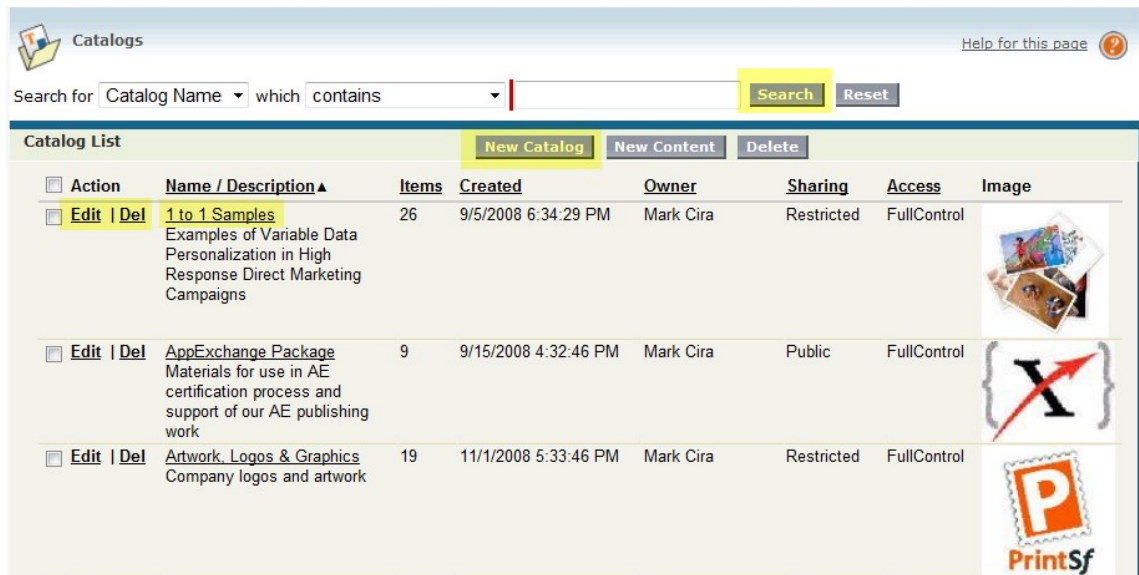 Catalogs
Help for this page ?
Search for Catalog Name which contains Search Reset
Catalog List New Catalog New Content Delete
Action Name / Description▲ Items Created Owner Sharing Access Image
Edit | Del 1 to 1 Samples 26 9/5/2008 6:34:29 PM Mark Cira Restricted FullControl
Examples of Variable Data
Personalization in High
Response Direct Marketing
Campaigns
Edit | Del AppExchange Package 9 9/15/2008 4:32:46 PM Mark Cira Public FullControl
Materials for use in AE
certification process and
support of our AE publishing
work
{X}
Edit | Del Artwork, Logos & Graphics 19 11/1/2008 5:33:46 PM Mark Cira Restricted FullControl
Company logos and artwork
P
PrintSf